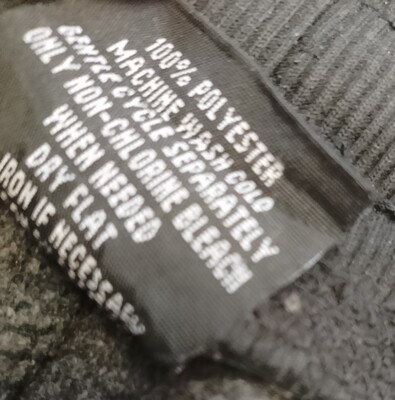 100% POLYESTER
MACHINE WASH COLD
GENTLE CYCLE SEPARATELY
ONLY NON-CHLORINE BLEACH
WHEN NEEDED
DRY FLAT
IRON IF NECESSARY